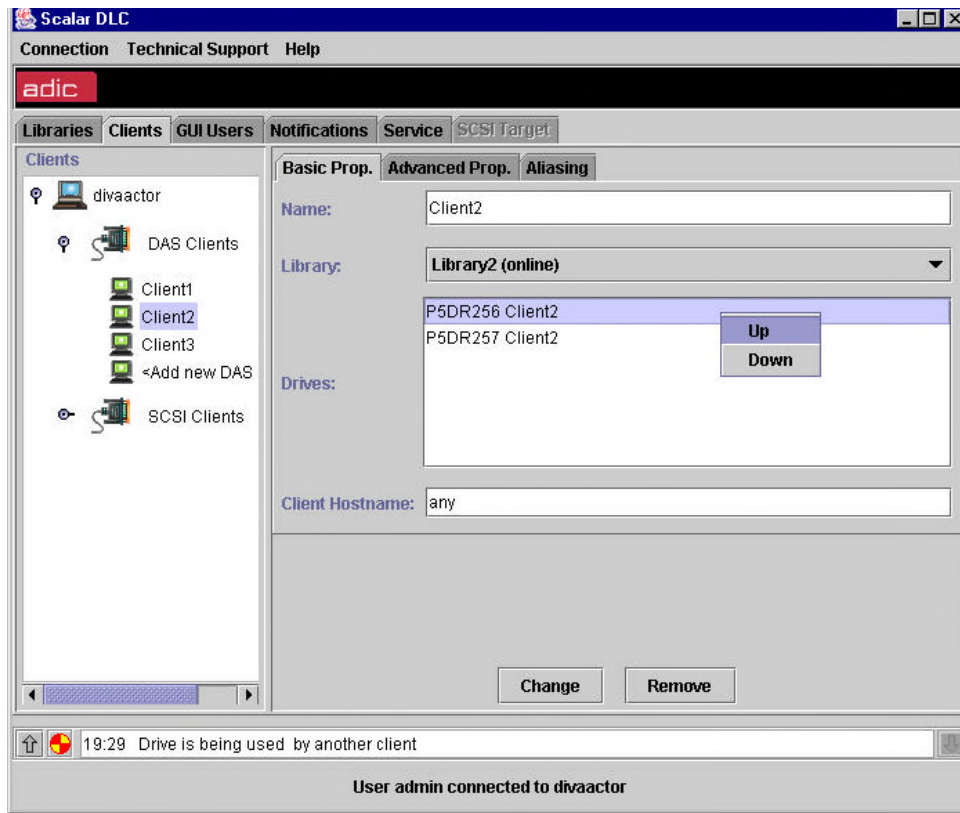 Scalar DLC
Connection Technical Support Help
adic
Libraries Clients GUI Users Notifications Service SCSI Target
Clients
divaactor
DAS Clients
Client1
Client2
Client3
<Add new DAS
SCSI Clients
Basic Prop. Advanced Prop. Aliasing
Name: Client2
Library: Library2 (online)
Drives:
P5DR256 Client2
P5DR257 Client2
Up
Down
Client Hostname: any
Change Remove
19:29 Drive is being used by another client
User admin connected to divaactor